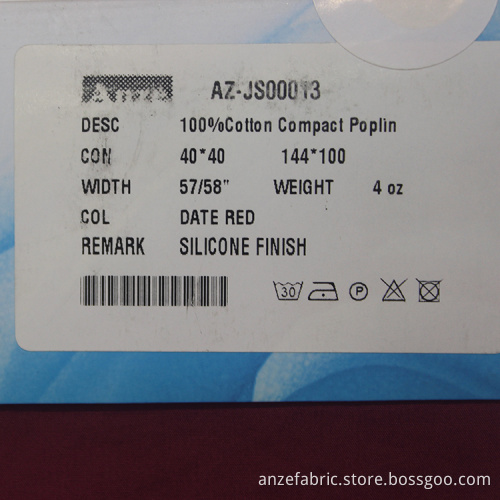 AZ-JS00013
DESC 100%Cotton Compact Poplin
CON 40*40 144*100
WIDTH 57/58" WEIGHT 4 oz
COL DATE RED
REMARK SILICONE FINISH
30 P
anzefabric.store.bossgoo.com